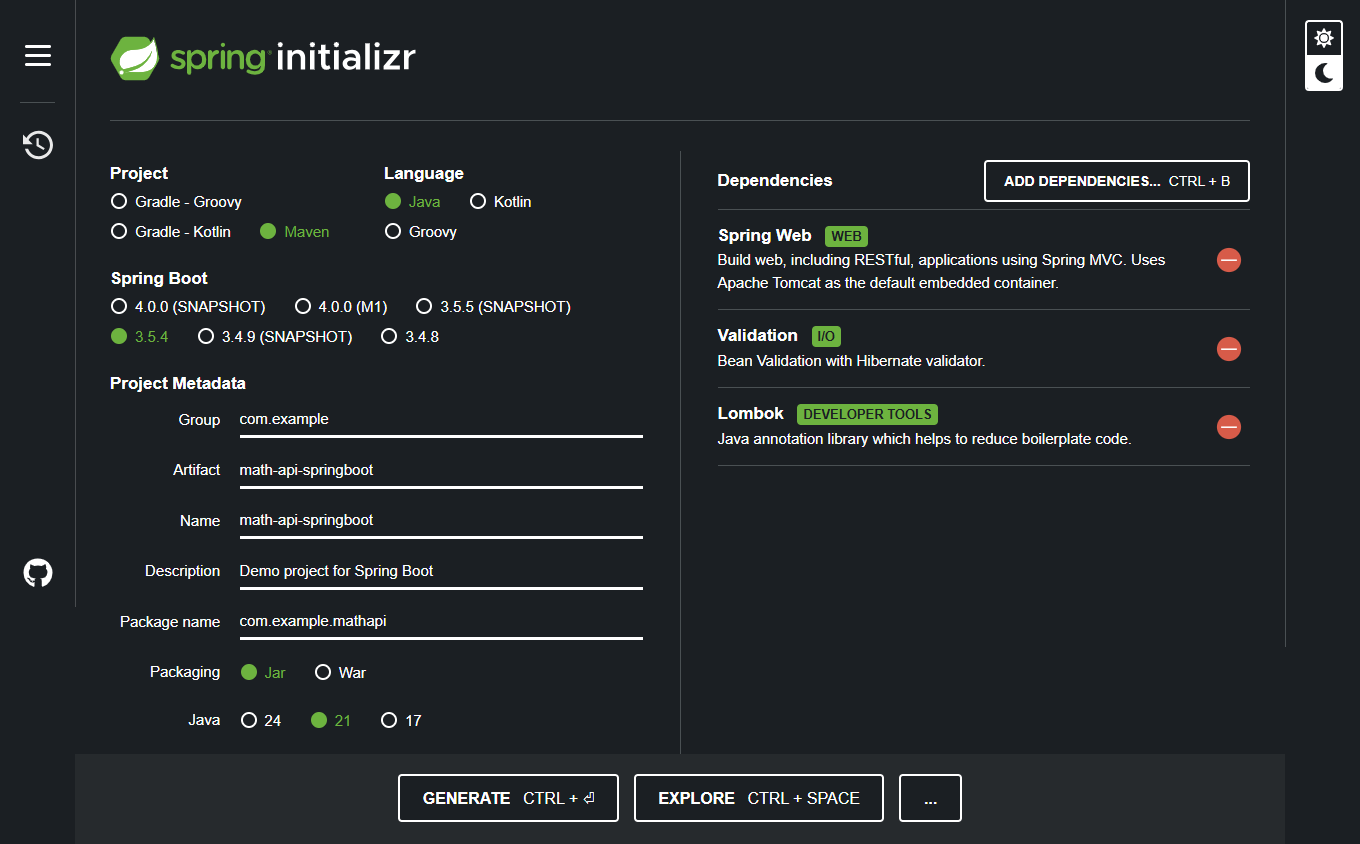 spring initializr
Project
Gradle - Groovy
Gradle - Kotlin Maven
Language
Java Kotlin
Groovy
Spring Boot
4.0.0 (SNAPSHOT) 4.0.0 (M1) 3.5.5 (SNAPSHOT)
3.5.4 3.4.9 (SNAPSHOT) 3.4.8
Project Metadata
Group com.example
Artifact math-api-springboot
Name math-api-springboot
Description Demo project for Spring Boot
Package name com.example.mathapi
Packaging Jar War
Java 24 21 17
Dependencies
ADD DEPENDENCIES... CTRL + B
Spring Web WEB
Build web, including RESTful, applications using Spring MVC. Uses
Apache Tomcat as the default embedded container.
Validation I/O
Bean Validation with Hibernate validator.
Lombok DEVELOPER TOOLS
Java annotation library which helps to reduce boilerplate code.
GENERATE CTRL + ⏎
EXPLORE CTRL + SPACE
...